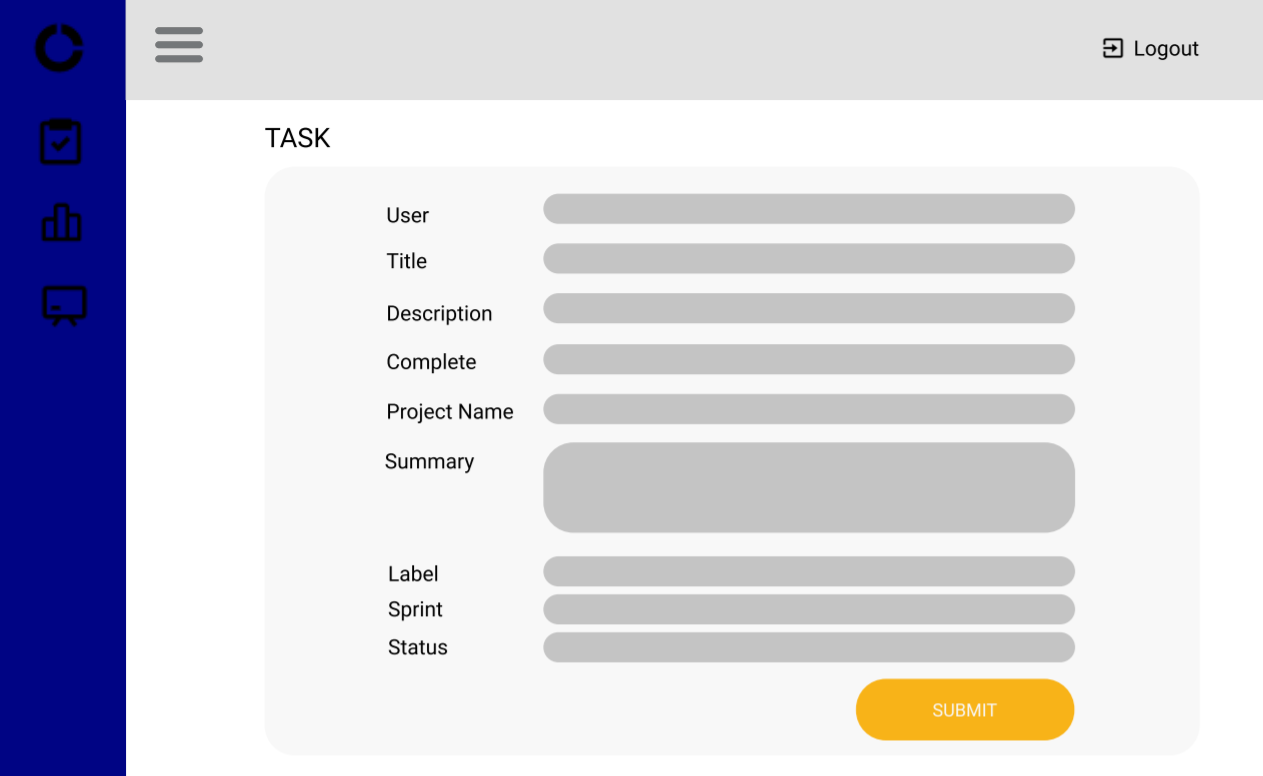 Logout
TASK
User
Title
Description
Complete
Project Name
Summary
Label
Sprint
Status
SUBMIT